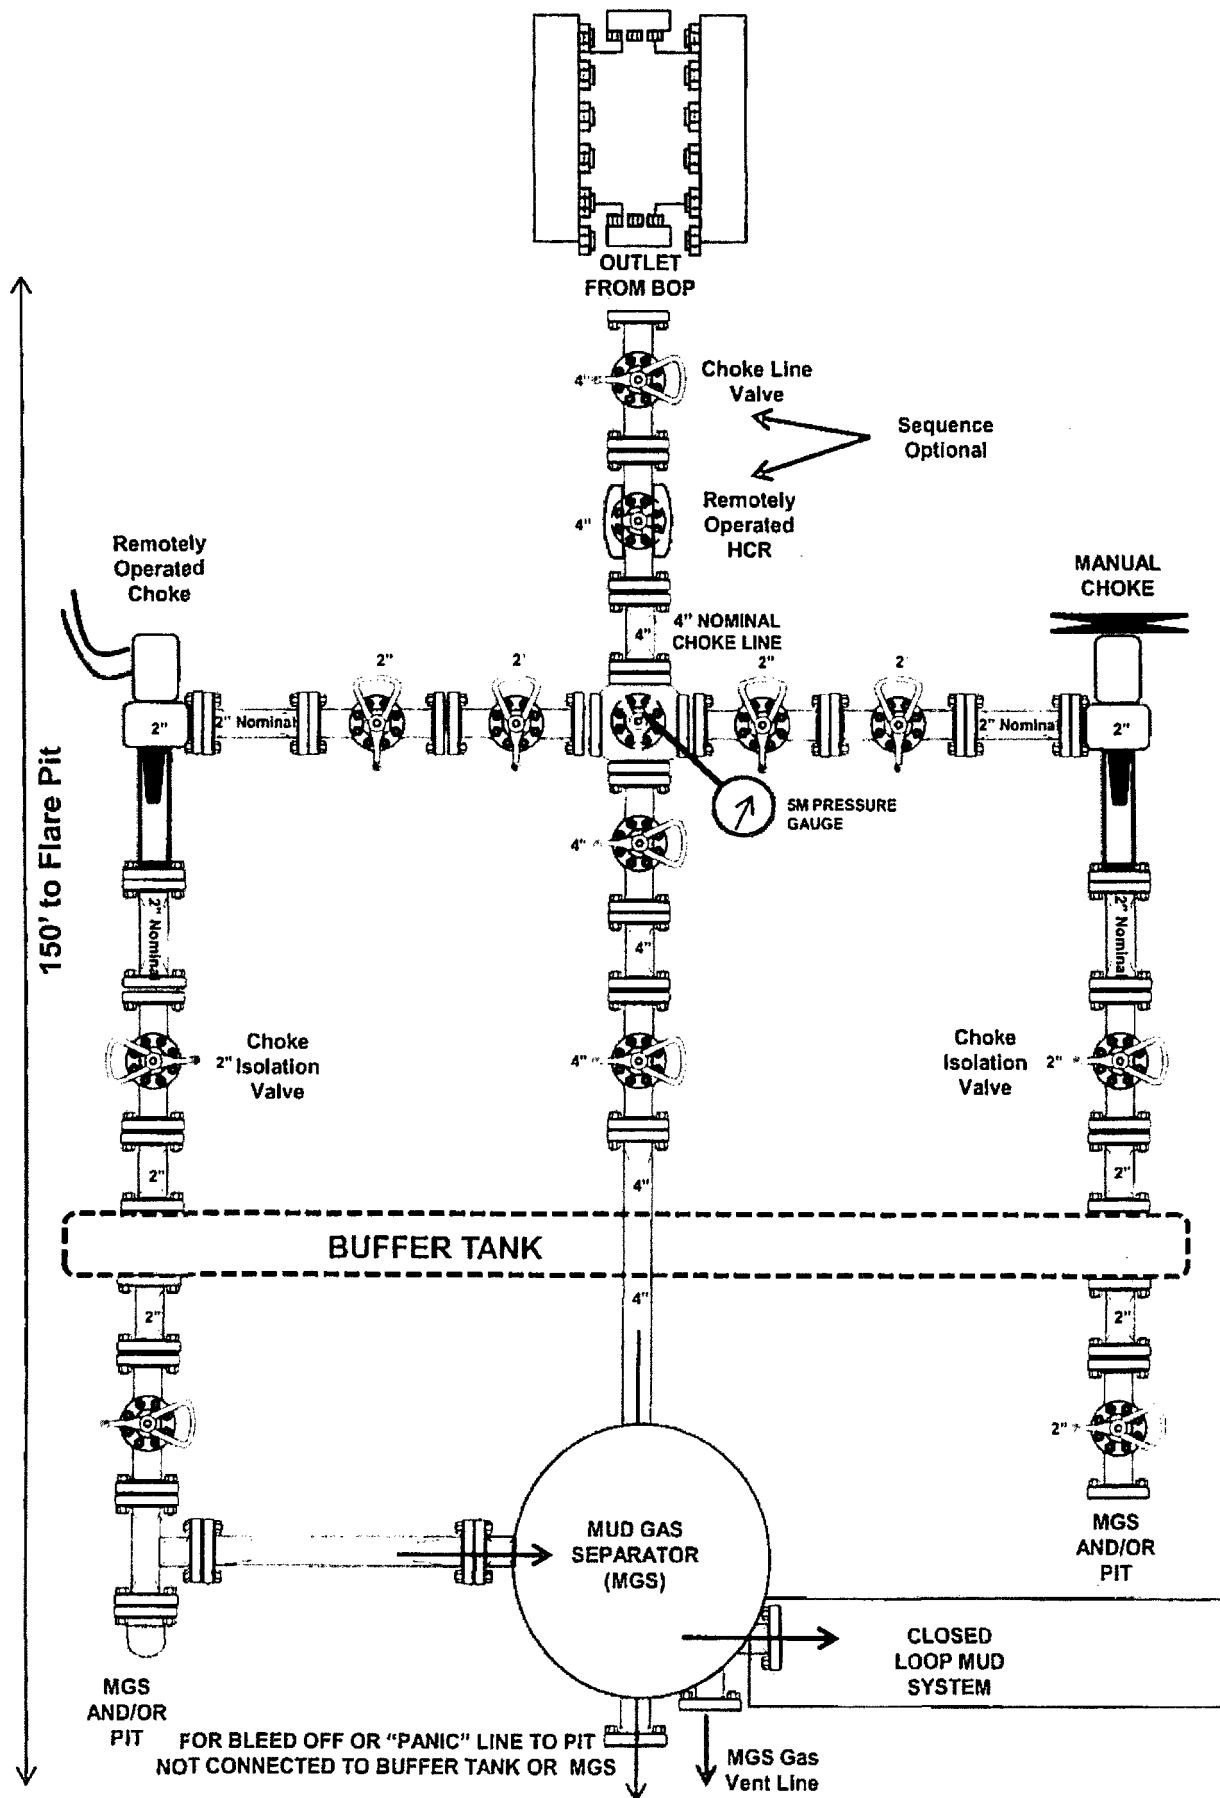 OUTLET
FROM BOP
4"
Choke Line
Valve
Sequence
Optional
4"
Remotely
Operated
HCR
Remotely
Operated
Choke
MANUAL
CHOKE
4"
4" NOMINAL
CHOKE LINE
2"
2'
2"
2'
2"
2" Nominal
2" Nominal
2"
5M PRESSURE
GAUGE
150' to Flare Pit
4"
2" Nominal
4"
2" Nominal
Choke
2" Isolation
Valve
4"
Choke
Isolation 2"
Valve
2"
4"
2"
BUFFER TANK
2"
4"
2"
2"
MUD GAS
SEPARATOR
(MGS)
MGS
AND/OR
PIT
CLOSED
LOOP MUD
SYSTEM
MGS
AND/OR
PIT
FOR BLEED OFF OR "PANIC" LINE TO PIT
NOT CONNECTED TO BUFFER TANK OR MGS
MGS Gas
Vent Line